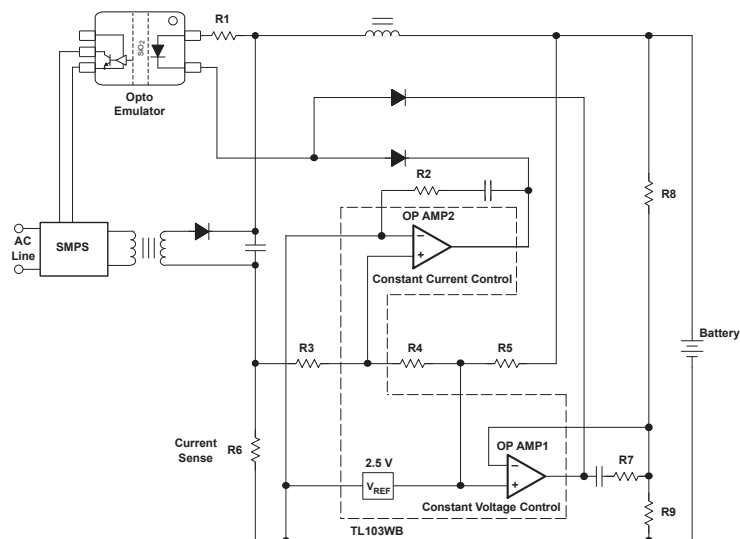 R1
SiO2
Opto
Emulator
R2
R8
OP AMP2
−
+
AC
Line
SMPS
Constant Current Control
Battery
R3
R4
R5
Current
Sense
R6
OP AMP1
2.5 V
VREF
−
+
R7
Constant Voltage Control
R9
TL103WB